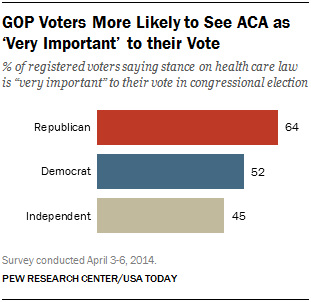 GOP Voters More Likely to See ACA as
‘Very Important’ to their Vote
% of registered voters saying stance on health care law
is “very important” to their vote in congressional election
Republican 64
Democrat 52
Independent 45
Survey conducted April 3-6, 2014.
PEW RESEARCH CENTER/USA TODAY